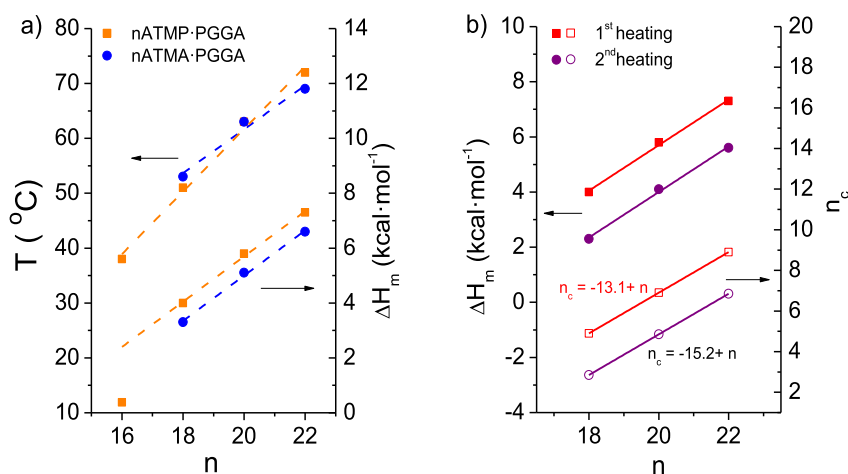 a)
nATMP·PGGA
nATMA·PGGA
80
70
60
50
40
30
20
10
T ( °C)
14
12
10
8
6
4
2
0
ΔHm (kcal·mol⁻¹)
16 18 20 22
n
b)
1st heating
2nd heating
10
8
6
4
2
0
-2
-4
ΔHm (kcal·mol⁻¹)
20
18
16
14
12
10
8
6
4
2
nc
nc = -13.1+ n
nc = -15.2+ n
18 20 22
n